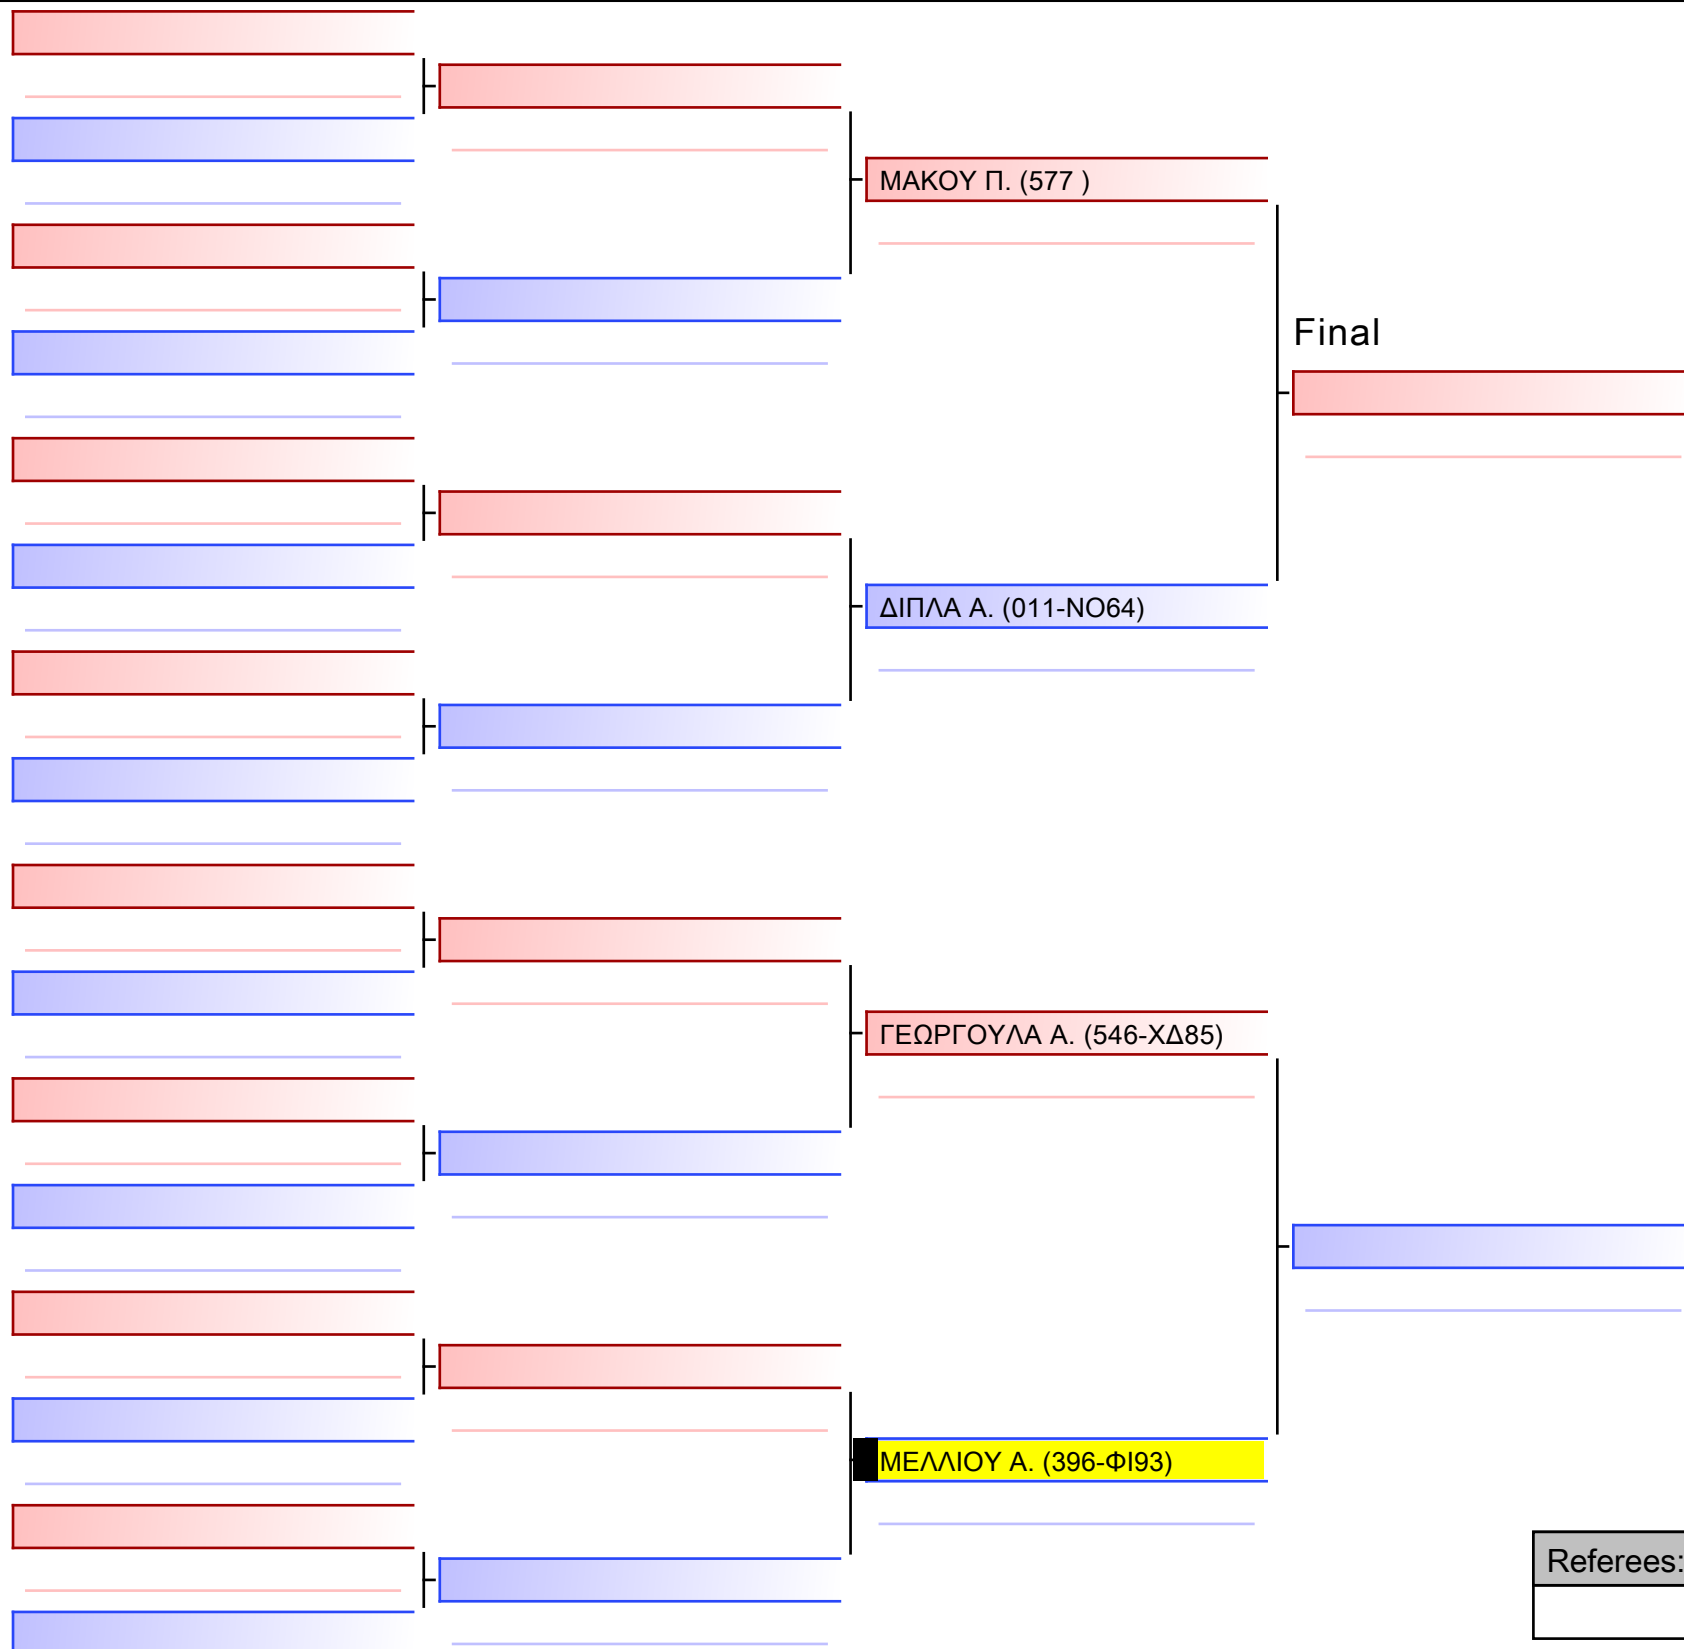 ΜΑΚΟΥ Π. (577 )
Final
ΔΙΠΛΑ Α. (011-ΝΟ64)
ΓΕΩΡΓΟΥΛΑ Α. (546-ΧΔ85)
ΜΕΛΛΙΟΥ Α. (396-ΦΙ93)
Referees: